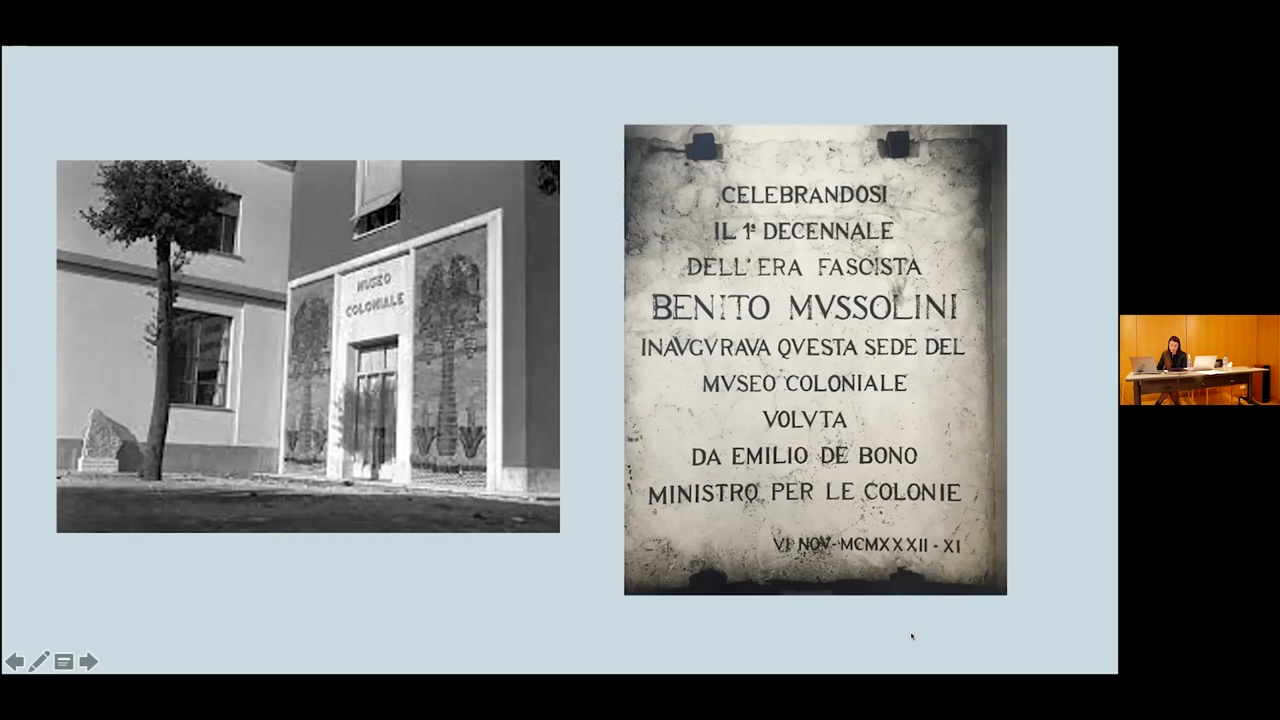 MUSEO
COLONIALE
CELEBRANDOSI
IL 1° DECENNALE
DELL' ERA FASCISTA
BENITO MVSSOLINI
INAVGVRAVA QVESTA SEDE DEL
MVSEO COLONIALE
VOLVTA
DA EMILIO DE BONO
MINISTRO PER LE COLONIE
VI NOV - MCMXXXII - XI